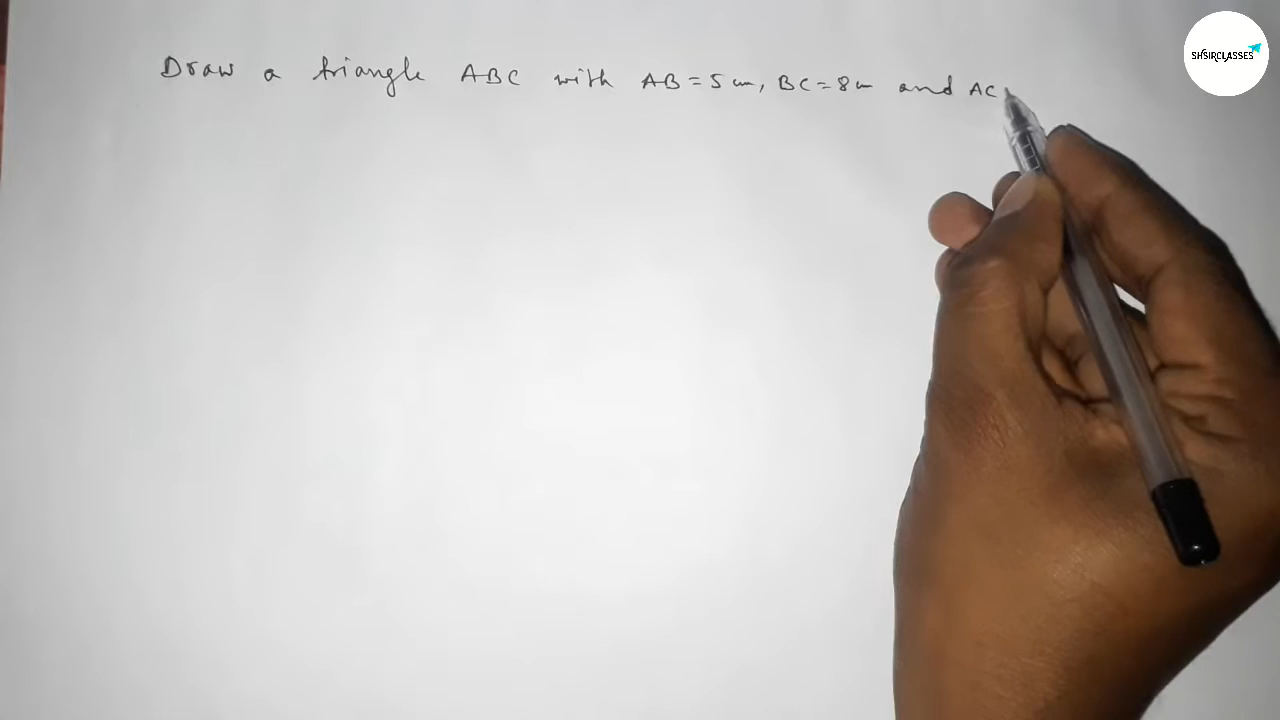 SHSIRCLASSES
Draw a triangle ABC with AB = 5 cm, BC = 8 cm and AC